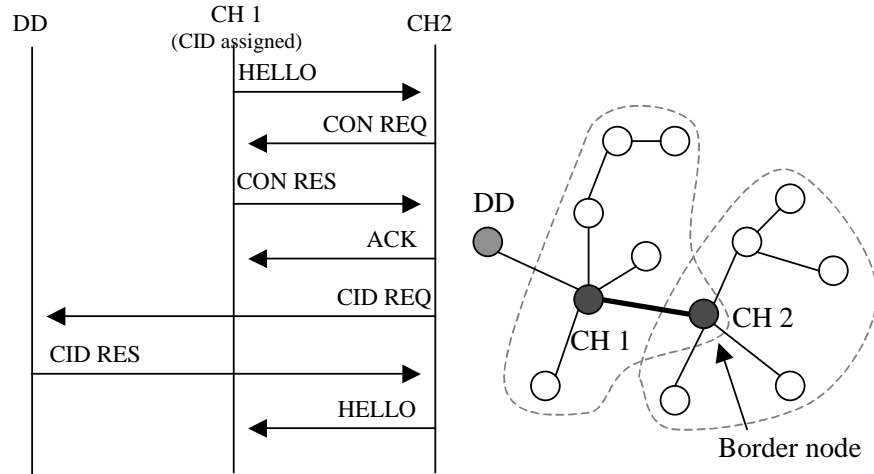 DD
CH 1
(CID assigned)
CH2
HELLO
CON REQ
CON RES
ACK
CID REQ
CID RES
HELLO
DD
CH 1
CH 2
Border node